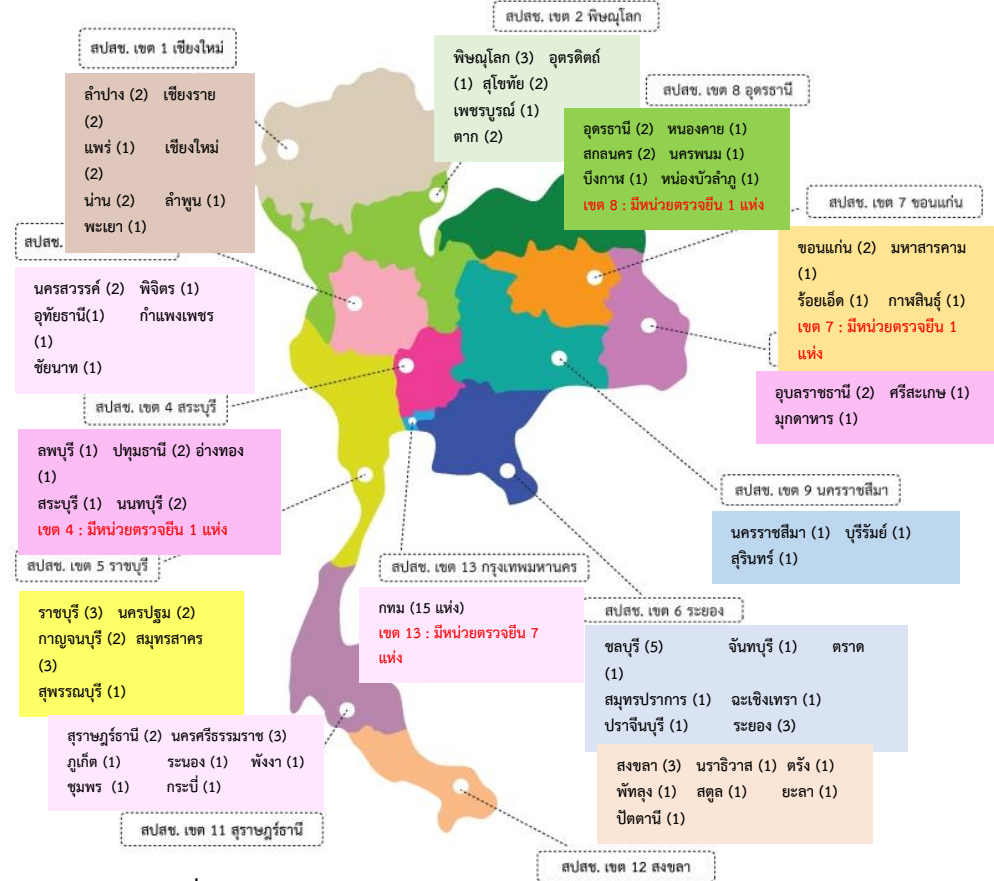 สปสช. เขต 2 พิษณุโลก
พิษณุโลก (3) อุตรดิตถ์
(1) สุโขทัย (2)
เพชรบูรณ์ (1)
ตาก (2)
สปสช. เขต 1 เชียงใหม่
ลำปาง (2) เชียงราย
(2)
แพร่ (1) เชียงใหม่
(2)
น่าน (2) ลำพูน (1)
พะเยา (1)
สปสช. เขต 8 อุดรธานี
อุดรธานี (2) หนองคาย (1)
สกลนคร (2) นครพนม (1)
บึงกาฬ (1) หน่องบัวลำภู (1)
เขต 8 : มีหน่วยตรวจยีน 1 แห่ง
สปสช. เขต 7 ขอนแก่น
ขอนแก่น (2) มหาสารคาม
(1)
ร้อยเอ็ด (1) กาฬสินธุ์ (1)
เขต 7 : มีหน่วยตรวจยีน 1
แห่ง
สปสช.
นครสวรรค์ (2) พิจิตร (1)
อุทัยธานี(1) กำแพงเพชร
(1)
ชัยนาท (1)
อุบลราชธานี (2) ศรีสะเกษ (1)
มุกดาหาร (1)
สปสช. เขต 4 สระบุรี
ลพบุรี (1) ปทุมธานี (2) อ่างทอง
(1)
สระบุรี (1) นนทบุรี (2)
เขต 4 : มีหน่วยตรวจยีน 1 แห่ง
สปสช. เขต 9 นครราชสีมา
นครราชสีมา (1) บุรีรัมย์ (1)
สุรินทร์ (1)
สปสช. เขต 5 ราชบุรี
ราชบุรี (3) นครปฐม (2)
กาญจนบุรี (2) สมุทรสาคร
(3)
สุพรรณบุรี (1)
สปสช. เขต 13 กรุงเทพมหานคร
กทม (15 แห่ง)
เขต 13 : มีหน่วยตรวจยีน 7
แห่ง
สปสช. เขต 6 ระยอง
ชลบุรี (5) จันทบุรี (1) ตราด
(1)
สมุทรปราการ (1) ฉะเชิงเทรา (1)
ปราจีนบุรี (1) ระยอง (3)
สุราษฎร์ธานี (2) นครศรีธรรมราช (3)
ภูเก็ต (1) ระนอง (1) พังงา (1)
ชุมพร (1) กระบี่ (1)
สปสช. เขต 11 สุราษฎร์ธานี
สงขลา (3) นราธิวาส (1) ตรัง (1)
พัทลุง (1) สตูล (1) ยะลา (1)
ปัตตานี (1)
สปสช. เขต 12 สงขลา